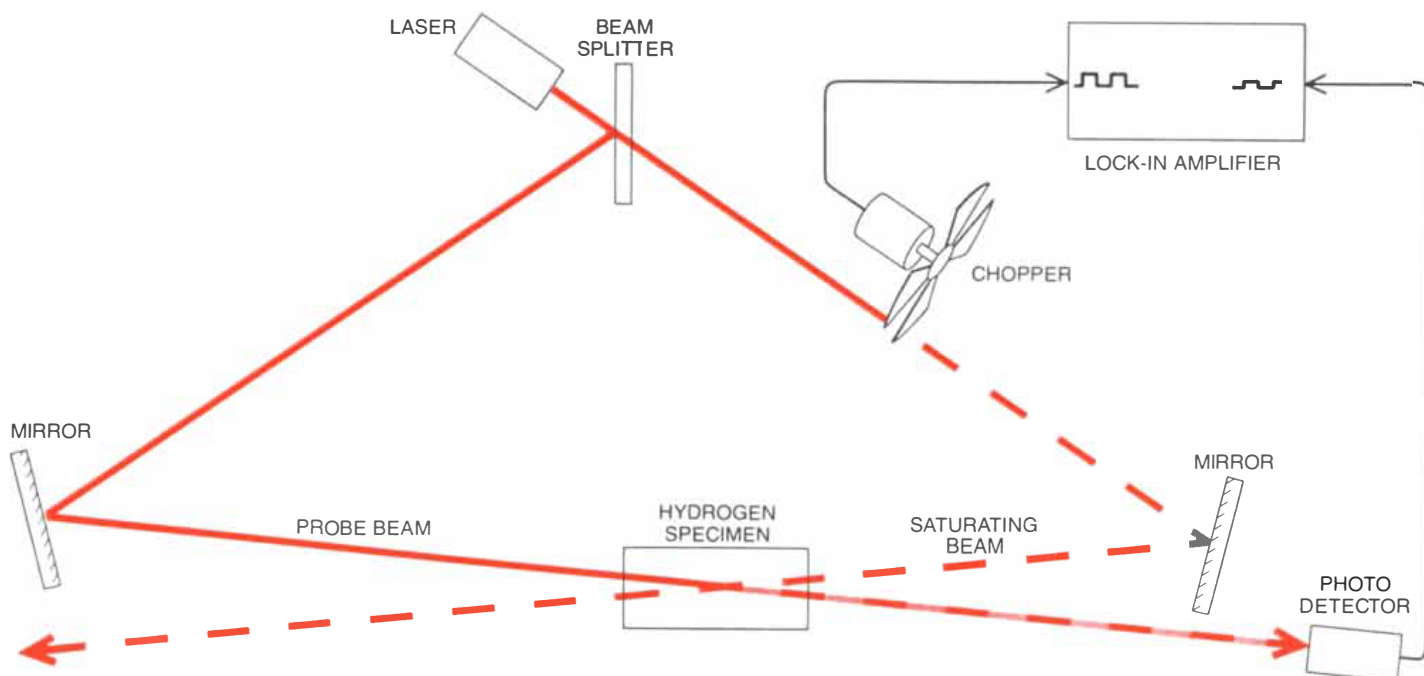 LASER
BEAM
SPLITTER
LOCK-IN AMPLIFIER
CHOPPER
MIRROR
MIRROR
PROBE BEAM
HYDROGEN
SPECIMEN
SATURATING
BEAM
PHOTO
DETECTOR